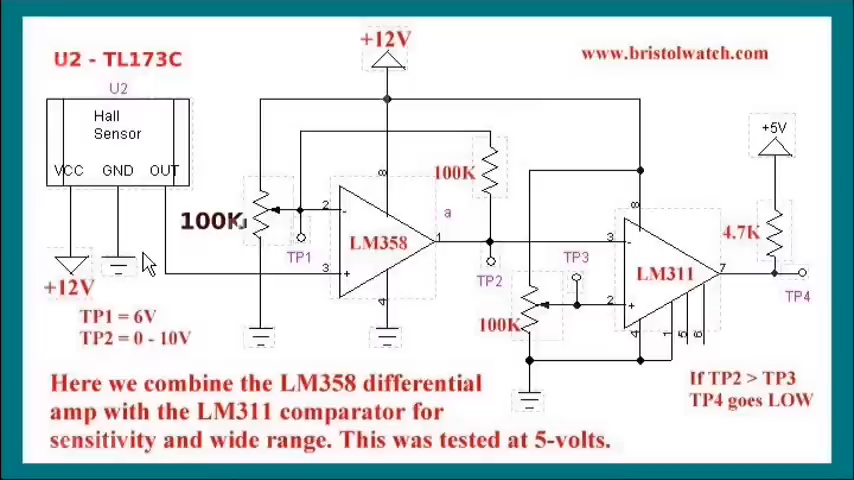 U2 - TL173C
+12V
www.bristolwatch.com
U2
Hall
Sensor
VCC GND OUT
+12V
TP1 = 6V
TP2 = 0 - 10V
100K
TP1
2
-
3
+
8
4
LM358
1
a
100K
TP2
TP3
100K
3
-
2
+
8
LM311
7
4
1
5
6
+5V
4.7K
TP4
If TP2 > TP3
TP4 goes LOW
Here we combine the LM358 differential
amp with the LM311 comparator for
sensitivity and wide range. This was tested at 5-volts.